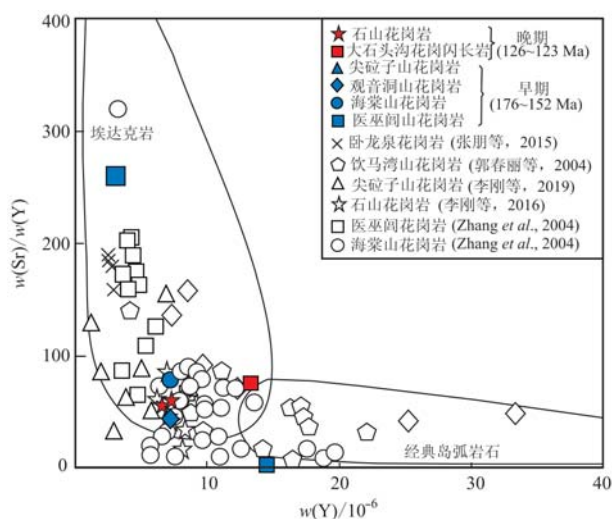 400
300
200
100
0
w(Sr)/w(Y)
10
20
30
40
w(Y)/10⁻⁶
埃达克岩
经典岛弧岩石
石山花岗岩
大石头沟花岗闪长岩
晚期
(126~123 Ma)
尖砬子山花岗岩
观音洞山花岗岩
海棠山花岗岩
医巫闾山花岗岩
早期
(176~152 Ma)
卧龙泉花岗岩 (张朋等，2015)
饮马湾山花岗岩 (郭春丽等，2004)
尖砬子山花岗岩 (李刚等，2019)
石山花岗岩 (李刚等，2016)
医巫闾山花岗岩 (Zhang et al., 2004)
海棠山花岗岩 (Zhang et al., 2004)